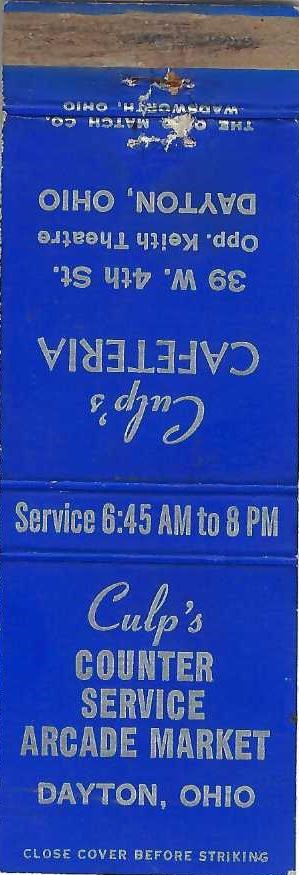 Culp's
CAFETERIA
39 W. 4th St.
Opp. Keith Theatre
DAYTON, OHIO
THE MATCH CO.
WADSWORTH, OHIO
Service 6:45 AM to 8 PM
Culp's
COUNTER
SERVICE
ARCADE MARKET
DAYTON, OHIO
CLOSE COVER BEFORE STRIKING